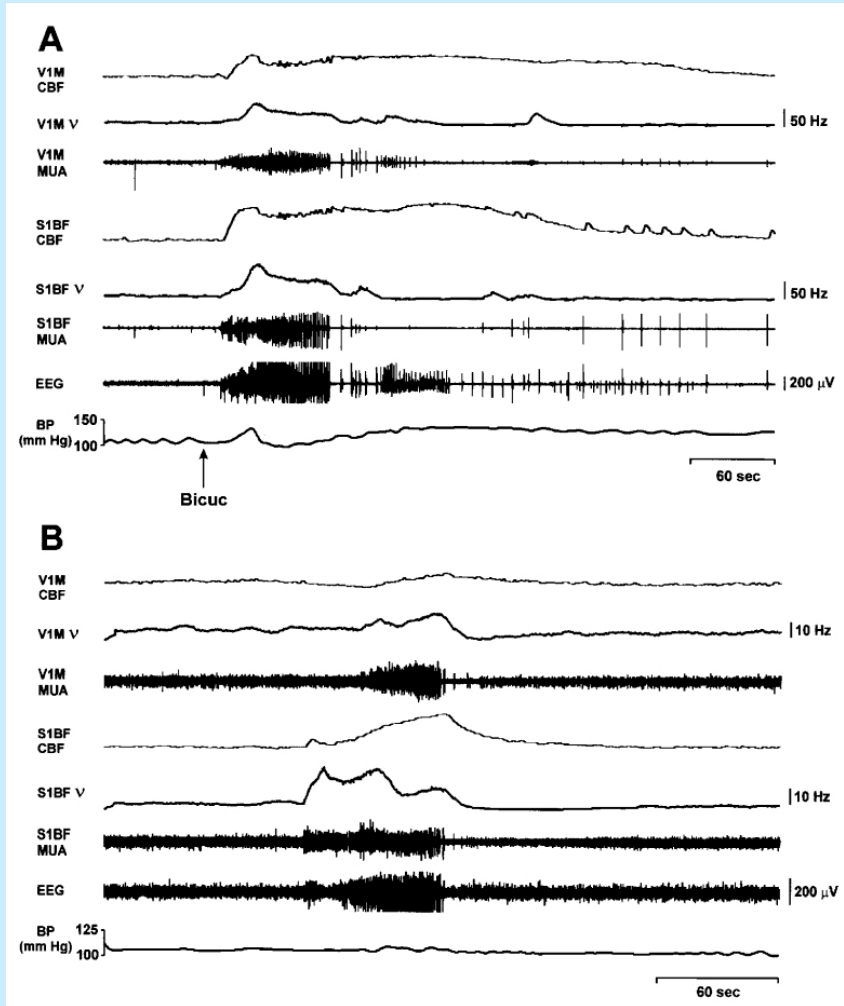 A
V1M
CBF
V1M ν
50 Hz
V1M
MUA
S1BF
CBF
S1BF ν
50 Hz
S1BF
MUA
EEG
200 μV
BP
(mm Hg)
150
100
60 sec
Bicuc
B
V1M
CBF
V1M ν
10 Hz
V1M
MUA
S1BF
CBF
S1BF ν
10 Hz
S1BF
MUA
EEG
200 μV
BP
(mm Hg)
125
100
60 sec